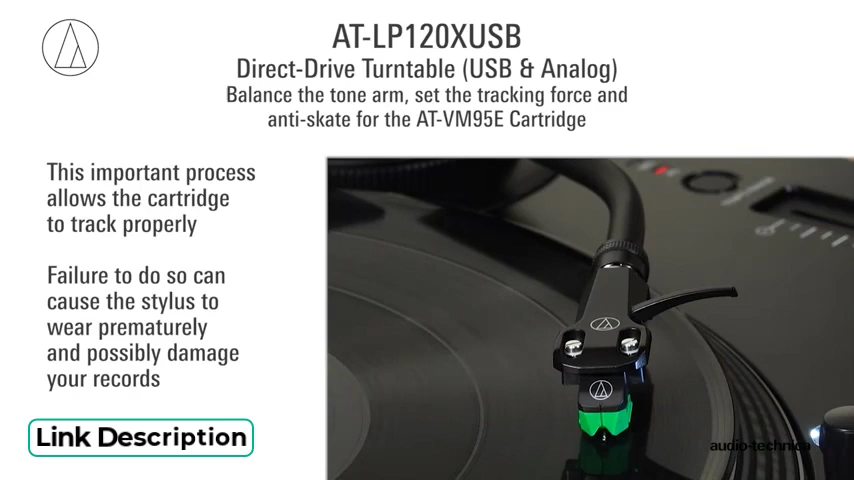 AT-LP120XUSB
Direct-Drive Turntable (USB & Analog)
Balance the tone arm, set the tracking force and
anti-skate for the AT-VM95E Cartridge
This important process
allows the cartridge
to track properly
Failure to do so can
cause the stylus to
wear prematurely
and possibly damage
your records
Link Description
audio-technica